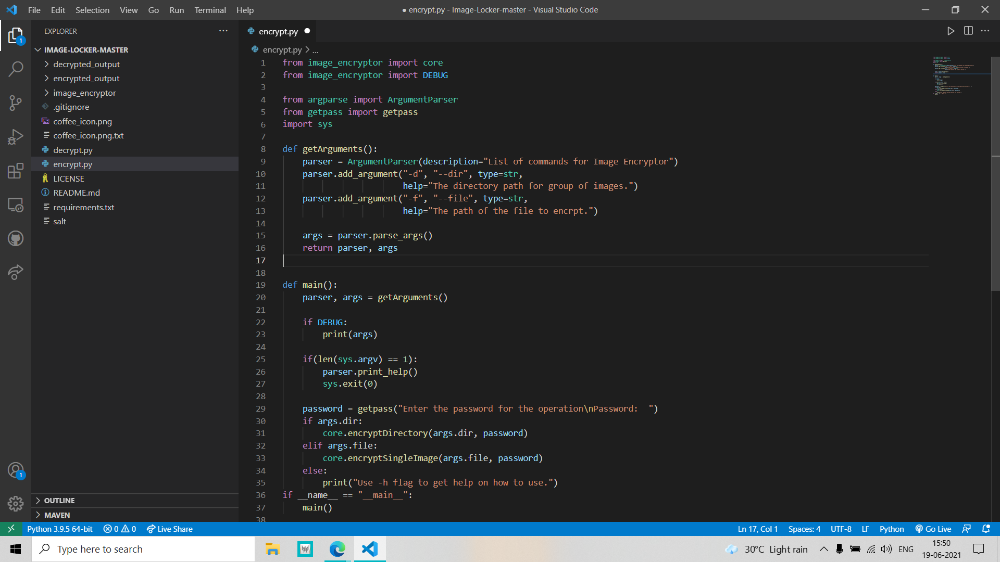 File Edit Selection View Go Run Terminal Help
● encrypt.py - Image-Locker-master - Visual Studio Code
EXPLORER
IMAGE-LOCKER-MASTER
decrypted_output
encrypted_output
image_encryptor
.gitignore
coffee_icon.png
coffee_icon.png.txt
decrypt.py
encrypt.py
LICENSE
README.md
requirements.txt
salt
OUTLINE
MAVEN
1
1
encrypt.py
encrypt.py > ...
1 from image_encryptor import core
2 from image_encryptor import DEBUG
3
4 from argparse import ArgumentParser
5 from getpass import getpass
6 import sys
7
8 def getArguments():
9     parser = ArgumentParser(description="List of commands for Image Encryptor")
10     parser.add_argument("-d", "--dir", type=str,
11                         help="The directory path for group of images.")
12     parser.add_argument("-f", "--file", type=str,
13                         help="The path of the file to encrpt.")
14
15     args = parser.parse_args()
16     return parser, args
17
18
19 def main():
20     parser, args = getArguments()
21
22     if DEBUG:
23         print(args)
24
25     if(len(sys.argv) == 1):
26         parser.print_help()
27         sys.exit(0)
28
29     password = getpass("Enter the password for the operation\nPassword:  ")
30     if args.dir:
31         core.encryptDirectory(args.dir, password)
32     elif args.file:
33         core.encryptSingleImage(args.file, password)
34     else:
35         print("Use -h flag to get help on how to use.")
36 if __name__ == "__main__":
37     main()
38
Python 3.9.5 64-bit 0 0 Live Share Ln 17, Col 1 Spaces: 4 UTF-8 LF Python Go Live
Type here to search 30°C Light rain ENG 15:50
19-06-2021